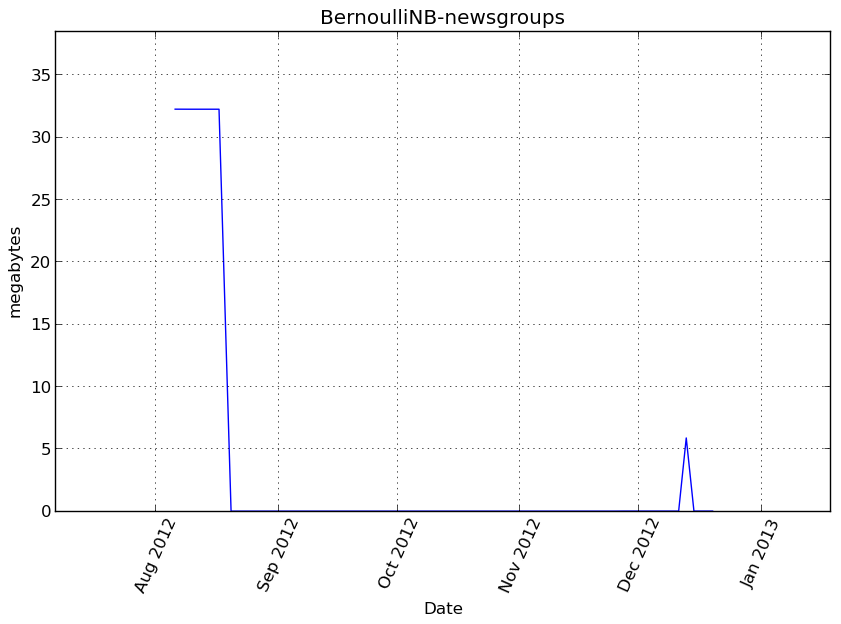 BernoulliNB-newsgroups
35
30
25
20
15
10
5
0
megabytes
Aug 2012
Sep 2012
Oct 2012
Nov 2012
Dec 2012
Jan 2013
Date